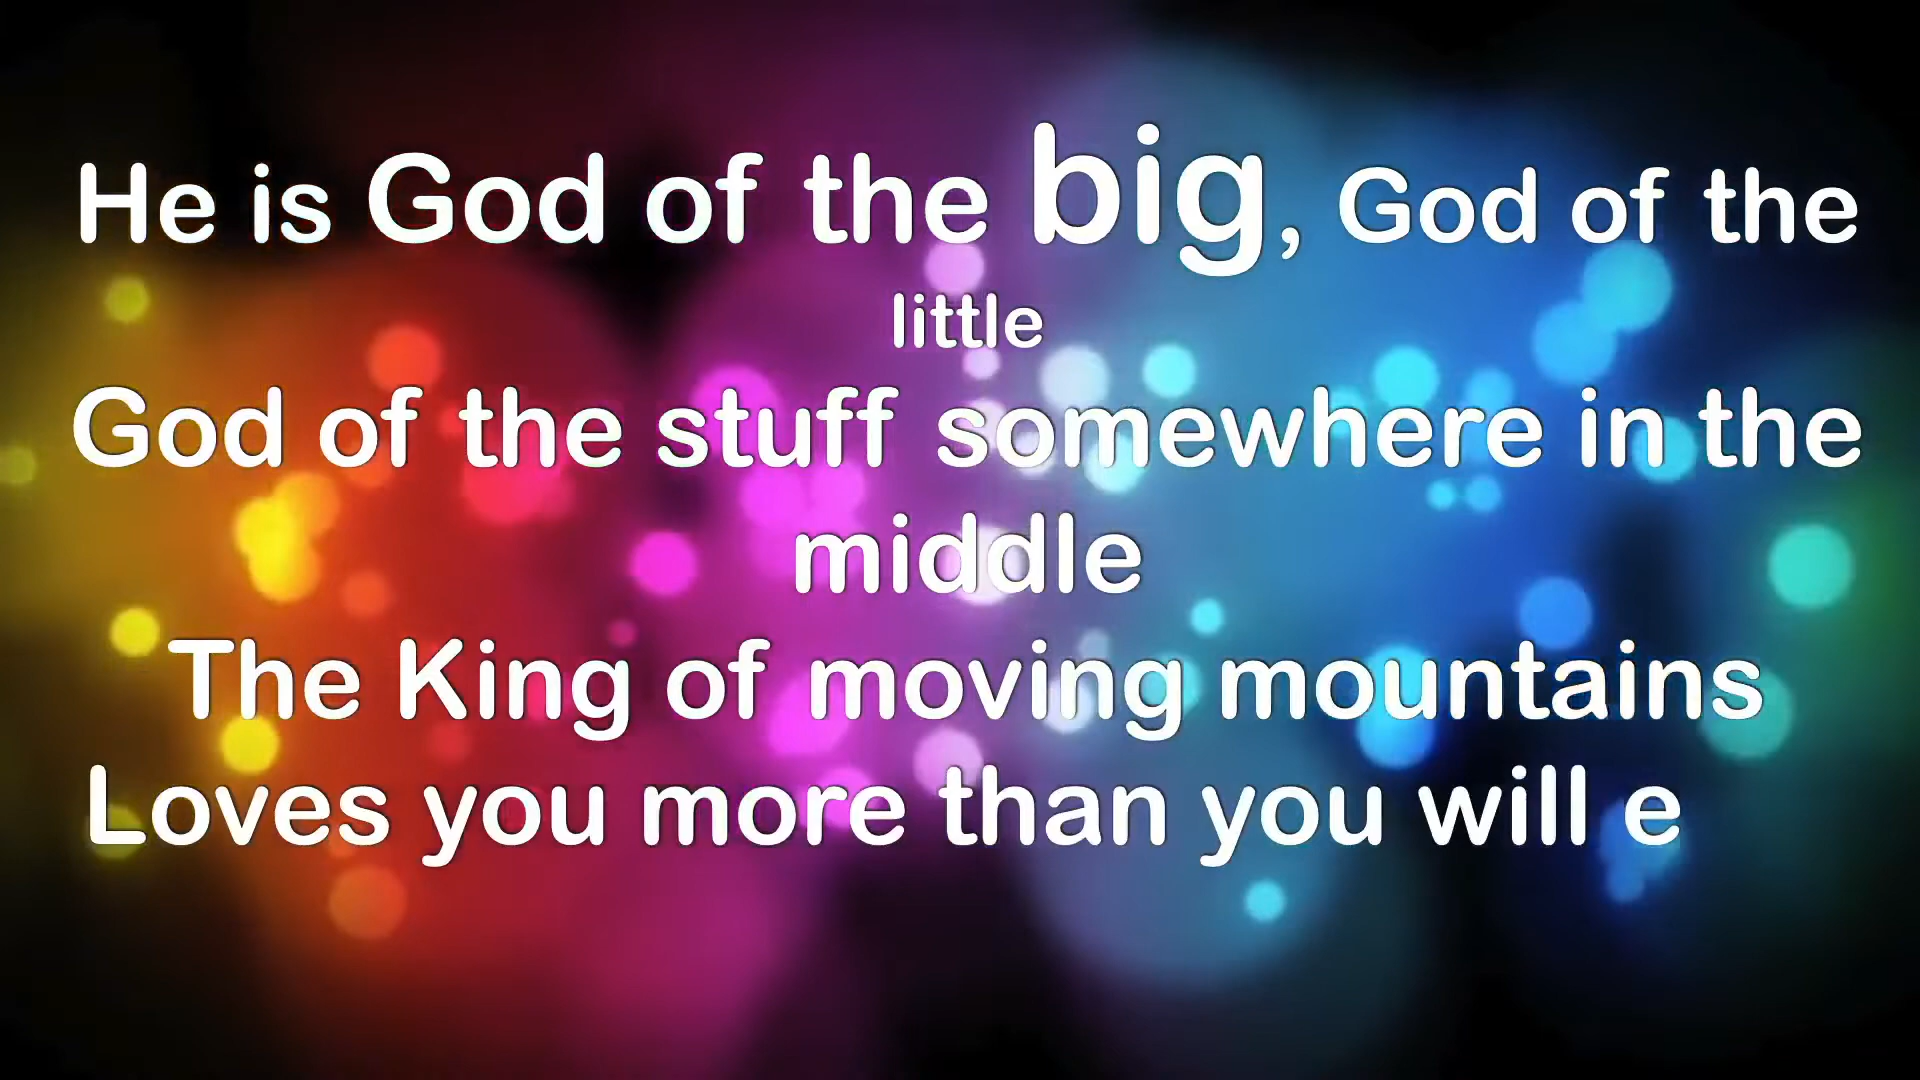 He is God of the big, God of the
little
God of the stuff somewhere in the
middle
The King of moving mountains
Loves you more than you will e